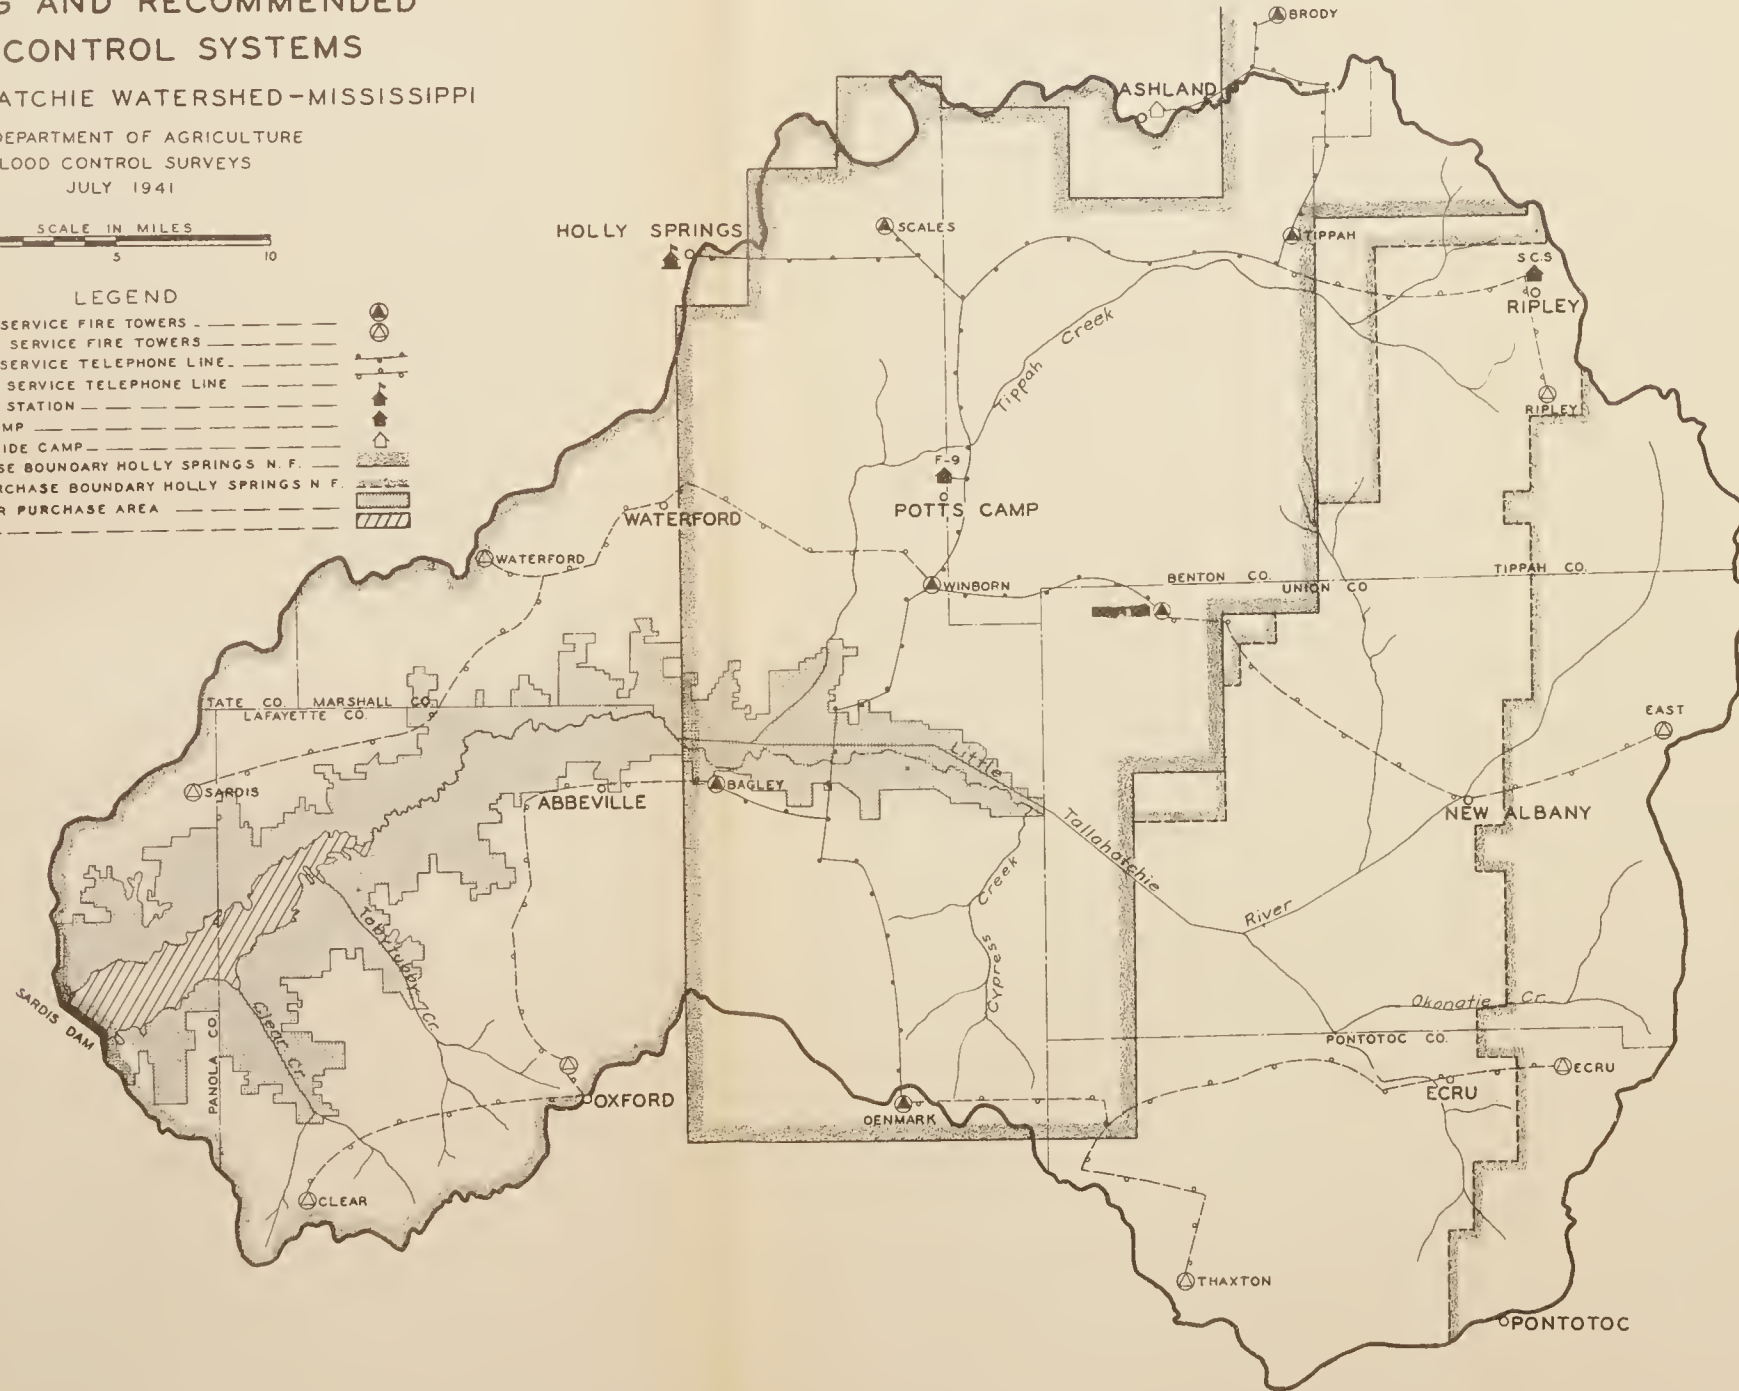 AND RECOMMENDED
CONTROL SYSTEMS
ATCHIE WATERSHED-MISSISSIPPI
DEPARTMENT OF AGRICULTURE
LOOD CONTROL SURVEYS
JULY 1941
SCALE IN MILES
5 10
LEGEND
SERVICE FIRE TOWERS
SERVICE FIRE TOWERS
SERVICE TELEPHONE LINE
SERVICE TELEPHONE LINE
STATION
MP
IDE CAMP
SE BOUNDARY HOLLY SPRINGS N.F.
RCHASE BOUNDARY HOLLY SPRINGS N F.
R PURCHASE AREA
BRODY
ASHLAND
HOLLY SPRINGS
SCALES
TIPPAH
S.C.S
RIPLEY
Tippah Creek
RIPLEY
F-9
POTTS CAMP
WATERFORD
WATERFORD
WINBORN
BENTON CO.
UNION CO
TIPPAH CO.
TATE CO. MARSHALL CO.
LAFAYETTE CO.
EAST
SARDIS
ABBEVILLE
BAGLEY
Little Tallahatchie River
NEW ALBANY
Cypress Creek
Tobytubby Cr.
Clear Cr.
SARDIS DAM
PANOLA CO.
Okonatie Cr.
PONTOTOC CO.
ECRU
ECRU
OXFORD
DENMARK
CLEAR
THAXTON
PONTOTOC